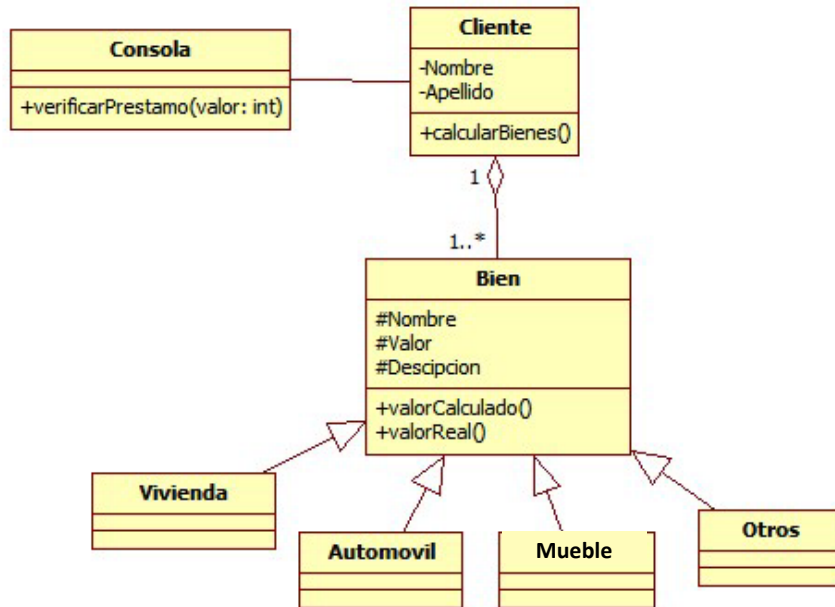 Consola
+verificarPrestamo(valor: int)
Cliente
-Nombre
-Apellido
+calcularBienes()
1
1..*
Bien
#Nombre
#Valor
#Descipcion
+valorCalculado()
+valorReal()
Vivienda
Automovil
Mueble
Otros